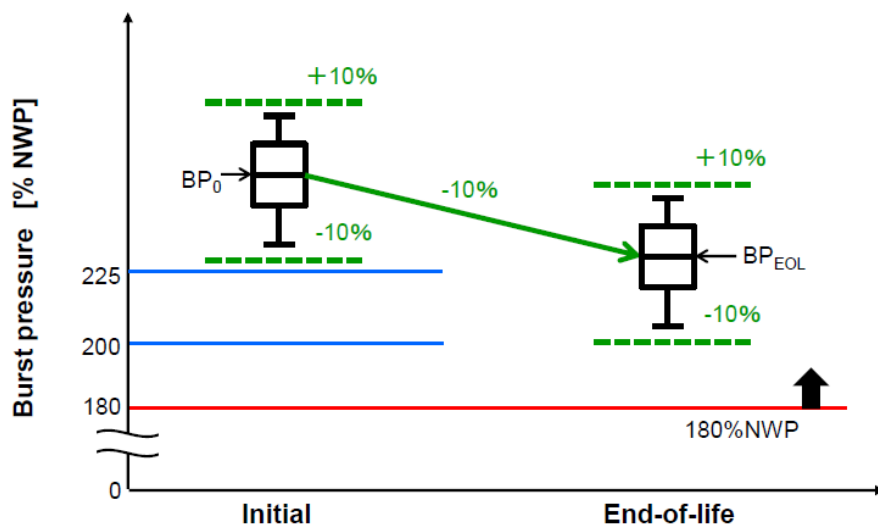 Burst pressure [% NWP]
+10%
BP0
-10%
-10%
+10%
BPEOL
-10%
225
200
180
180%NWP
0
Initial
End-of-life